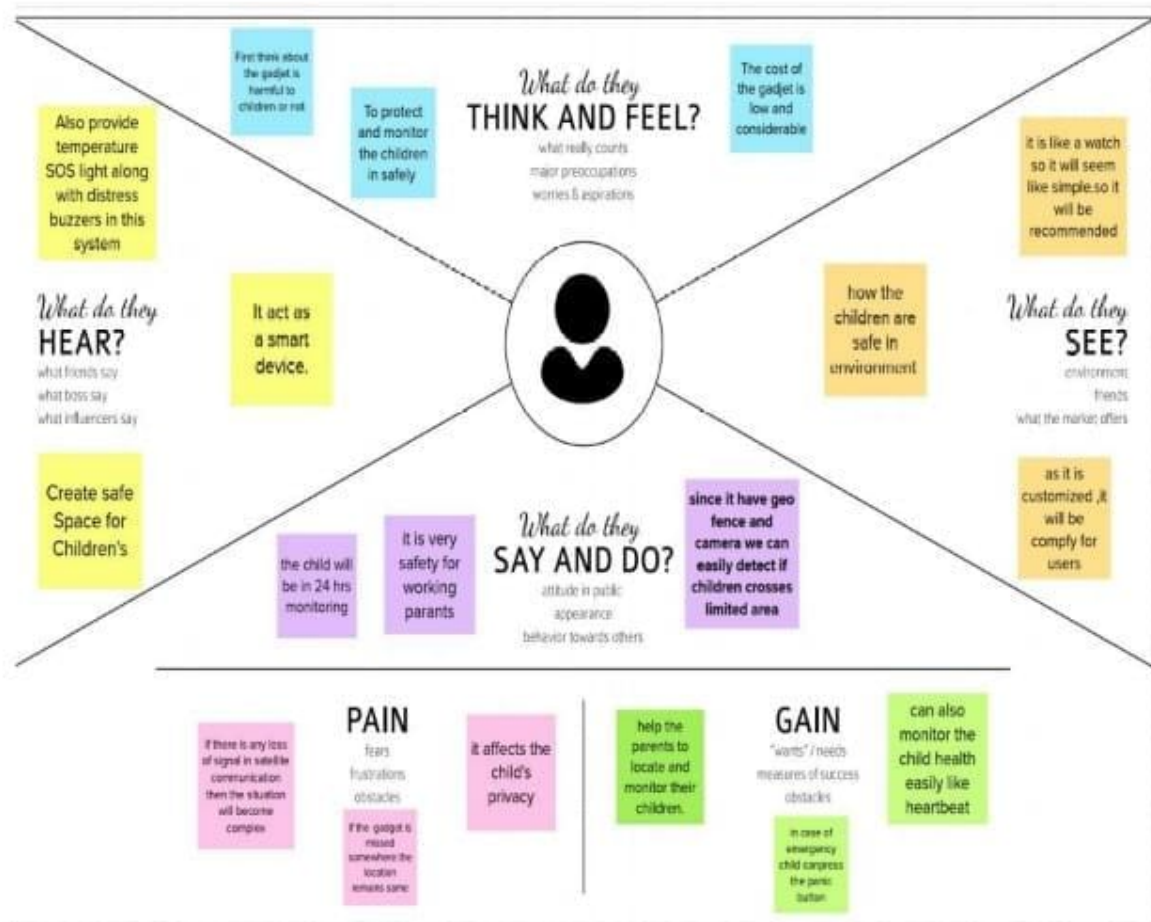 First think about
the gadjet is
harmful to
children or not
To protect
and monitor
the children
in safely
What do they
THINK AND FEEL?
what really counts
major preoccupations
worries & aspirations
The cost of
the gadjet is
low and
considerable
Also provide
temperature
SOS light along
with distress
buzzers in this
system
What do they
HEAR?
what friends say
what boss say
what influencers say
It act as
a smart
device.
Create safe
Space for
Children's
it is like a watch
so it will seem
like simple.so it
will be
recommended
how the
children are
safe in
environment
What do they
SEE?
environment
friends
what the market offers
as it is
customized ,it
will be
compfy for
users
the child will
be in 24 hrs
monitoring
it is very
safety for
working
parants
What do they
SAY AND DO?
attitude in public
appearance
behavior towards others
since it have geo
fence and
camera we can
easily detect if
children crosses
limited area
PAIN
fears
frustrations
obstacles
if there is any loss
of signal in satellite
communication
then the situation
will become
complex
if the gadget is
missed
somewhere the
location
remains same
it affects the
child's
privacy
GAIN
"wants" / needs
measures of success
obstacles
help the
parents to
locate and
monitor their
children.
in case of
emergency
child canpress
the panic
button
can also
monitor the
child health
easily like
heartbeat